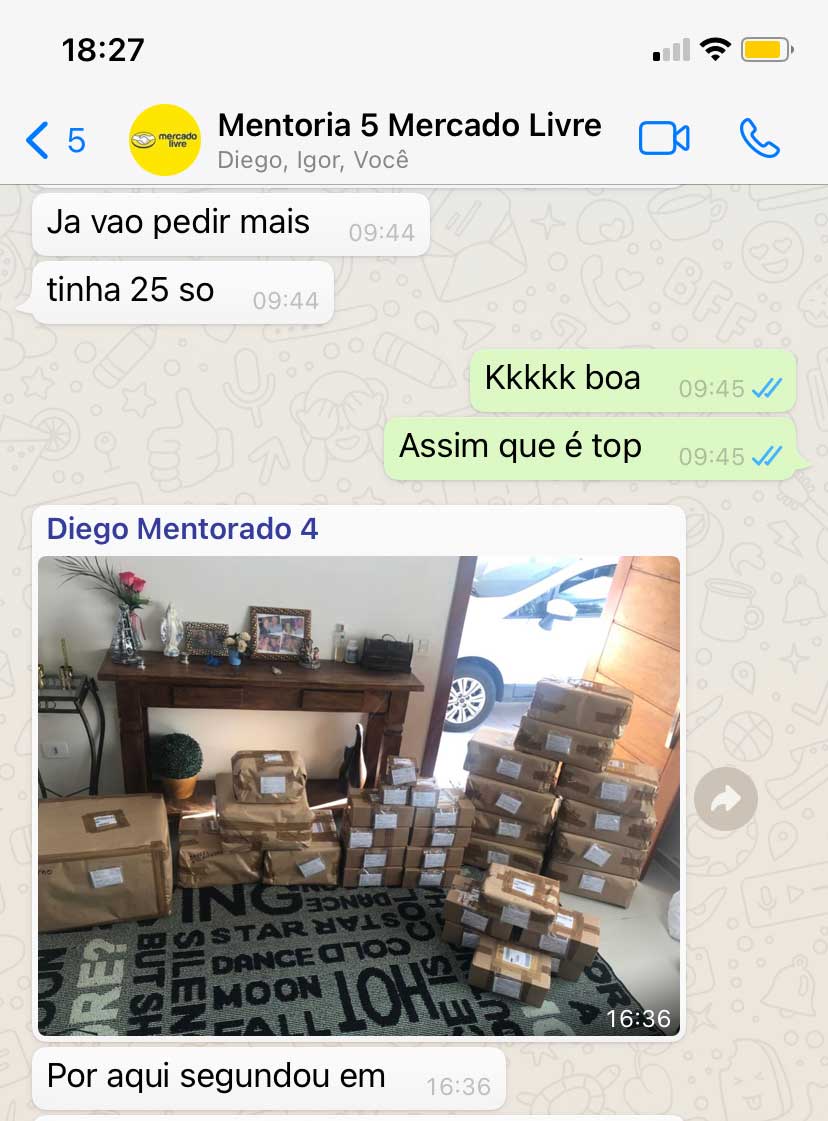 18:27
5
mercado
livre
Mentoria 5 Mercado Livre
Diego, Igor, Você
Ja vao pedir mais 09:44
tinha 25 so 09:44
Kkkkk boa 09:45
Assim que é top 09:45
Diego Mentorado 4
ING
DANCE
STAR
COLD
DANCE
MOON
HOT
FALL
BUT
SILEN
16:36
Por aqui segundou em 16:36